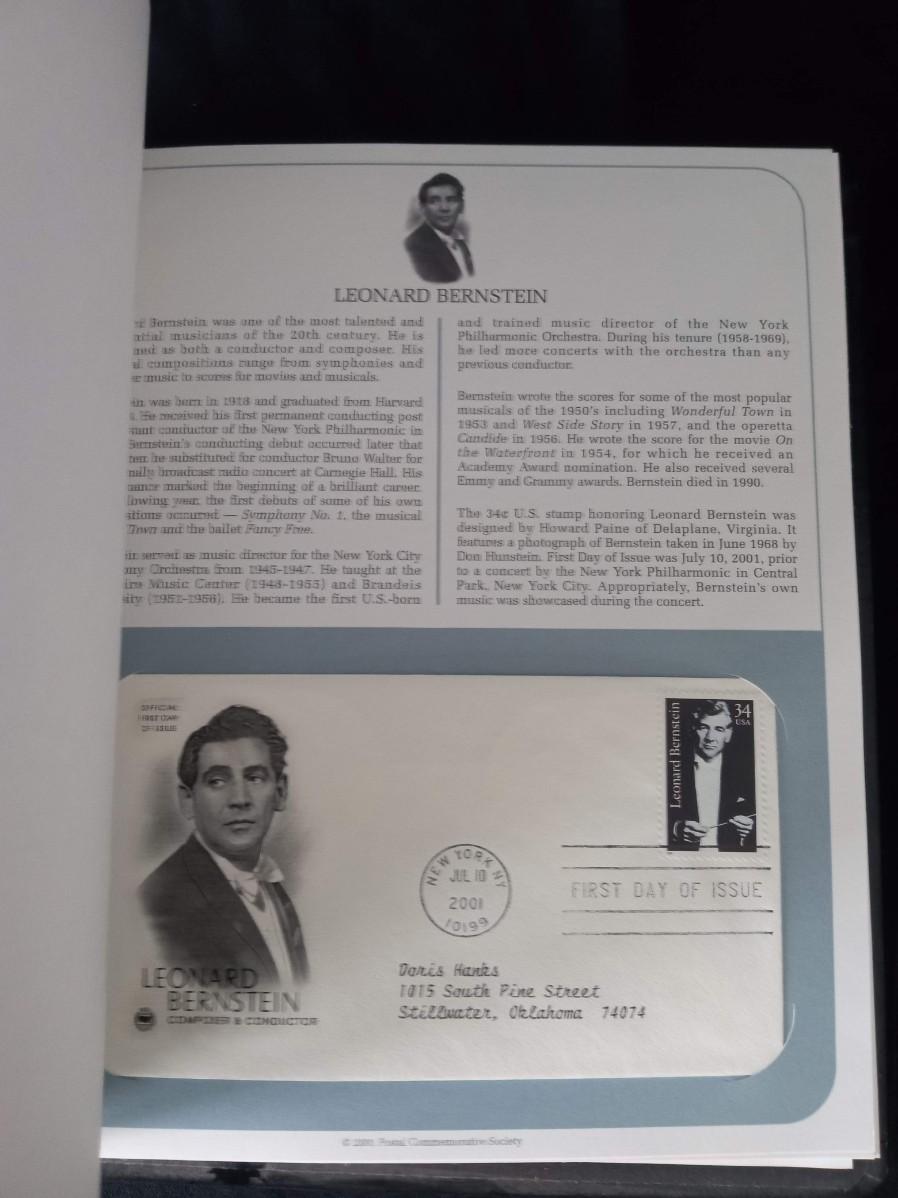 LEONARD BERNSTEIN
Bernstein was one of the most talented and
musicians of the 20th century. He is
as both a conductor and composer. His
compositions range from symphonies and
music to scores for movies and musicals.
was born in 1918 and graduated from Harvard
He received his first permanent conducting post
conductor of the New York Philharmonic in
Bernstein's conducting debut occurred later that
he substituted for conductor Bruno Walter for
broadcast radio concert at Carnegie Hall. His
marked the beginning of a brilliant career.
year, the first debuts of some of his own
occurred — Symphony No. 1, the musical
Town and the ballet Fancy Free.
served as music director for the New York City
Orchestra from 1945-1947. He taught at the
Music Center (1948-1955) and Brandeis
(1951-1956). He became the first U.S.-born
and trained music director of the New York
Philharmonic Orchestra. During his tenure (1958-1969),
he led more concerts with the orchestra than any
previous conductor.
Bernstein wrote the scores for some of the most popular
musicals of the 1950's including Wonderful Town in
1953 and West Side Story in 1957, and the operetta
Candide in 1956. He wrote the score for the movie On
the Waterfront in 1954, for which he received an
Academy Award nomination. He also received several
Emmy and Grammy awards. Bernstein died in 1990.
The 34¢ U.S. stamp honoring Leonard Bernstein was
designed by Howard Paine of Delaplane, Virginia. It
features a photograph of Bernstein taken in June 1968 by
Don Hunstein. First Day of Issue was July 10, 2001, prior
to a concert by the New York Philharmonic in Central
Park, New York City. Appropriately, Bernstein's own
music was showcased during the concert.
OFFICIAL
FIRST DAY
OF ISSUE
Leonard Bernstein
34
USA
NEW YORK NY
JUL 10
2001
10199
FIRST DAY OF ISSUE
LEONARD
BERNSTEIN
COMPOSER & CONDUCTOR
Doris Hanks
1015 South Pine Street
Stillwater, Oklahoma 74074
© Postal Commemorative Society